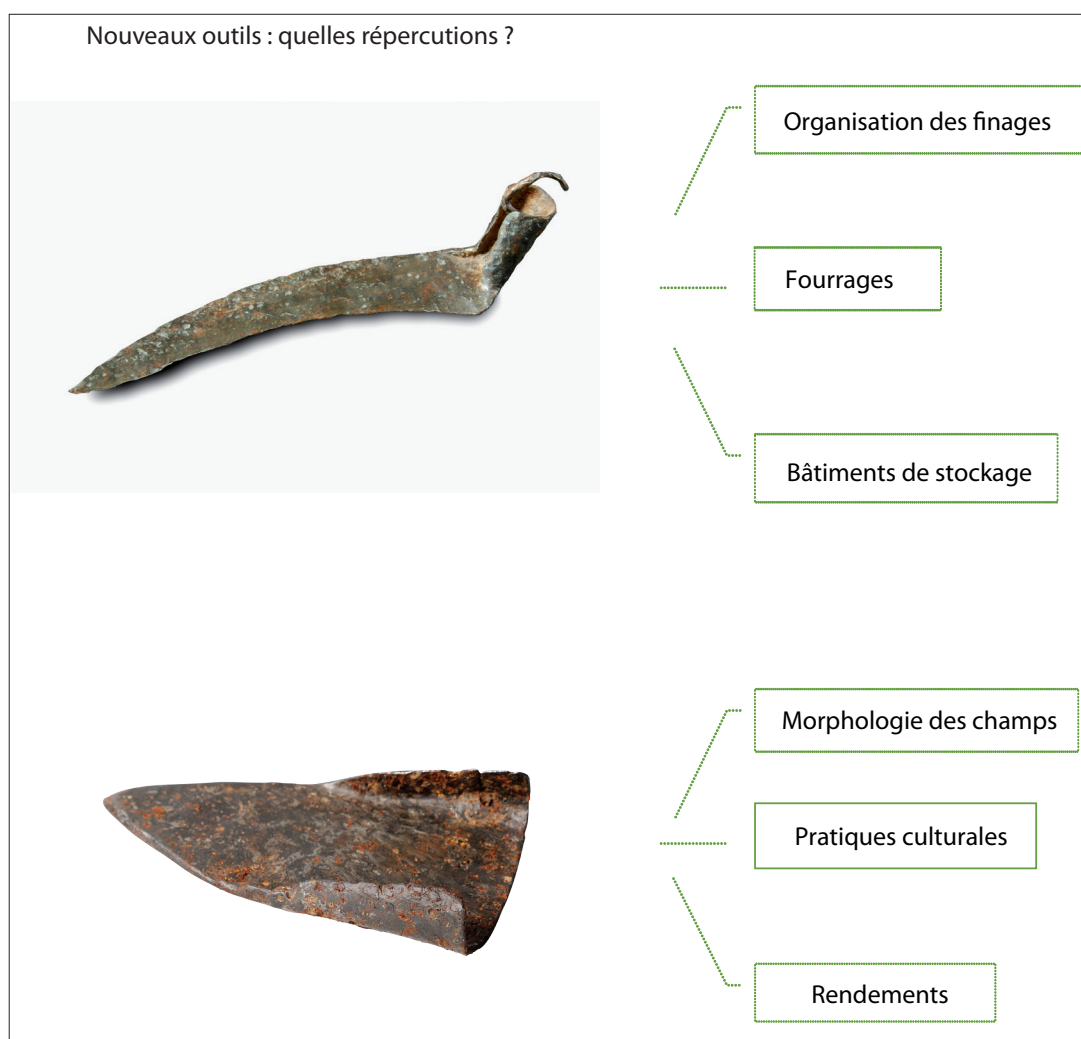 Nouveaux outils : quelles répercutions ?
Organisation des finages
Fourrages
Bâtiments de stockage
Morphologie des champs
Pratiques culturales
Rendements